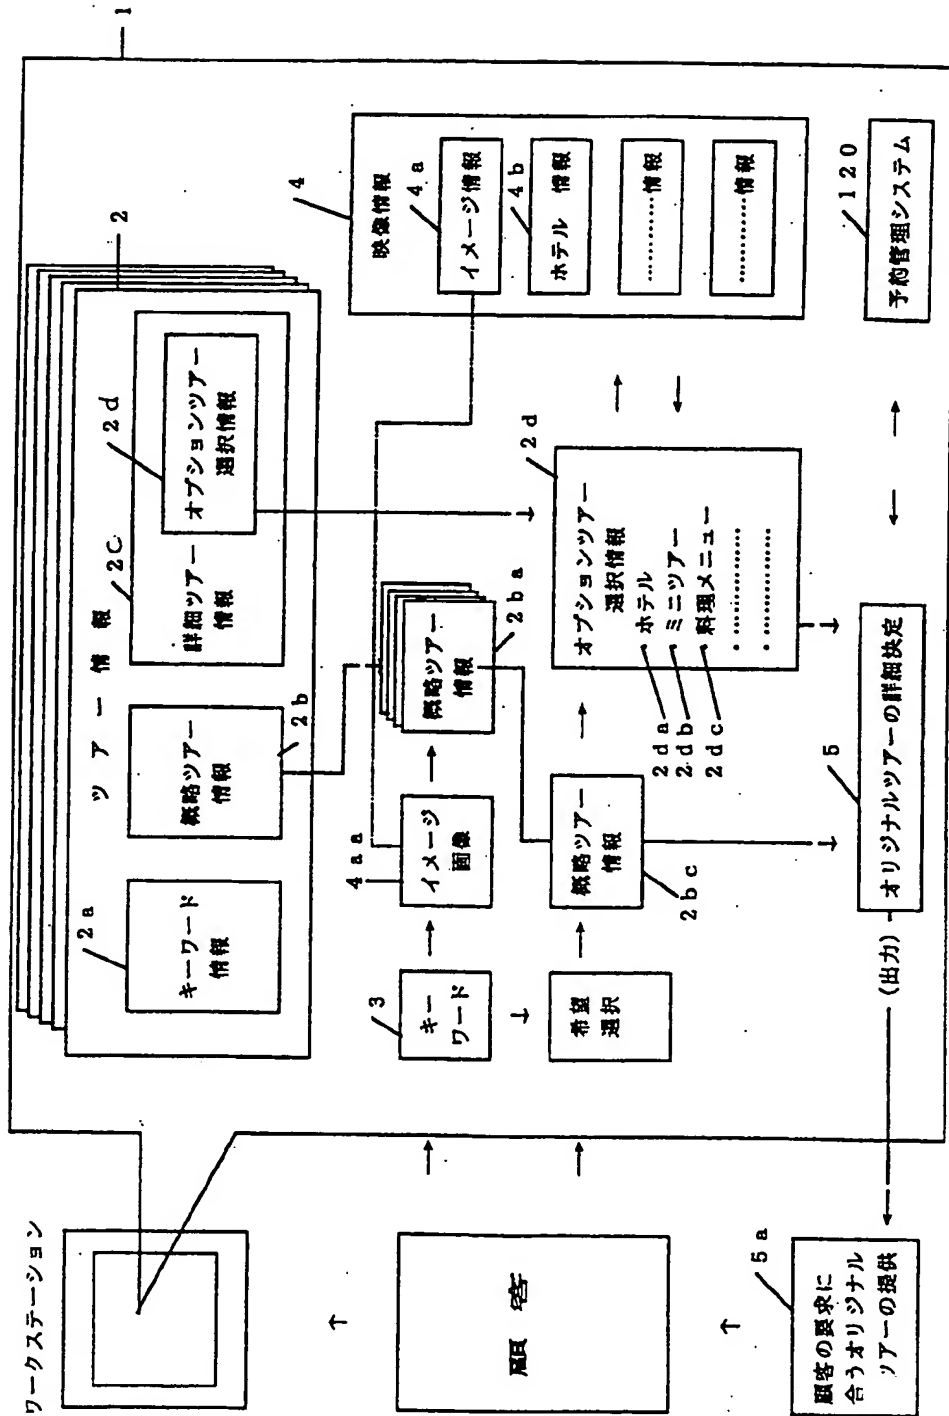 ワークステーション
1
ツアー情報
2
2a
キーワード
情報
2b
概略ツアー
情報
2c
詳細ツアー
情報
2d
オプションツアー
選択情報
3
キー
ワード
4aa
イメージ
画像
2ba
概略ツアー
情報
4
映像情報
4a
イメージ情報
4b
ホテル 情報
…………情報
…………情報
顧客
希望
選択
概略ツアー
情報
2bc
2d
オプションツアー
選択情報
2da
・ホテル
2db
・ミニツアー
2dc
・料理メニュー
・……………
・……………
5a
顧客の要求に
合うオリジナル
ツアーの提供
(出力)
5
オリジナルツアーの詳細決定
120
予約管理システム